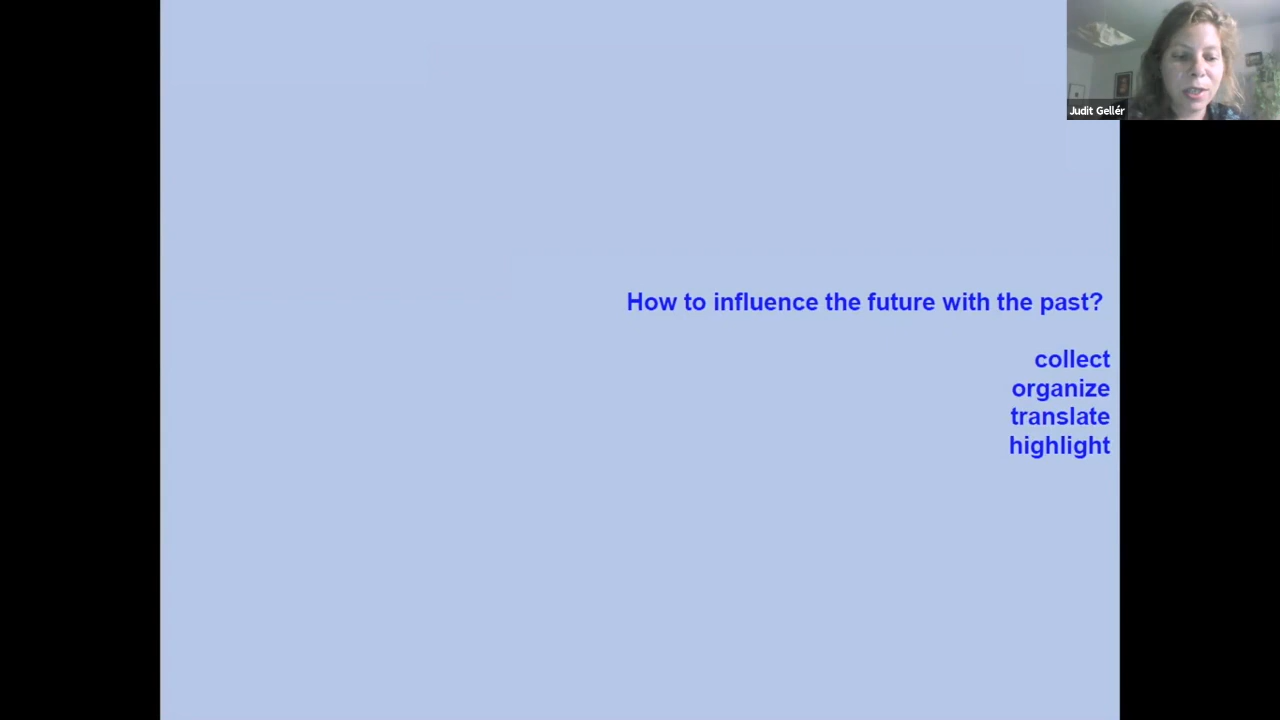 Judit Gellér
How to influence the future with the past?
collect
organize
translate
highlight